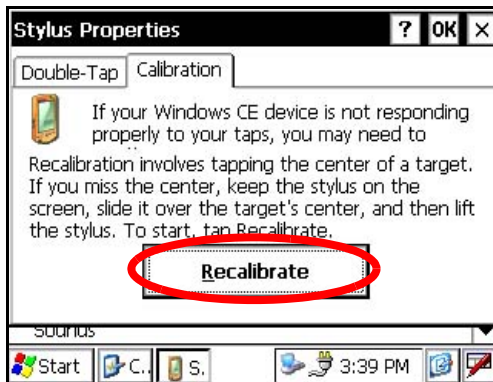 Stylus Properties ? OK ×
Double-Tap Calibration
If your Windows CE device is not responding
properly to your taps, you may need to
Recalibration involves tapping the center of a target.
If you miss the center, keep the stylus on the
screen, slide it over the target's center, and then lift
the stylus. To start, tap Recalibrate.
Recalibrate
Sounds
Start C.. S. 3:39 PM